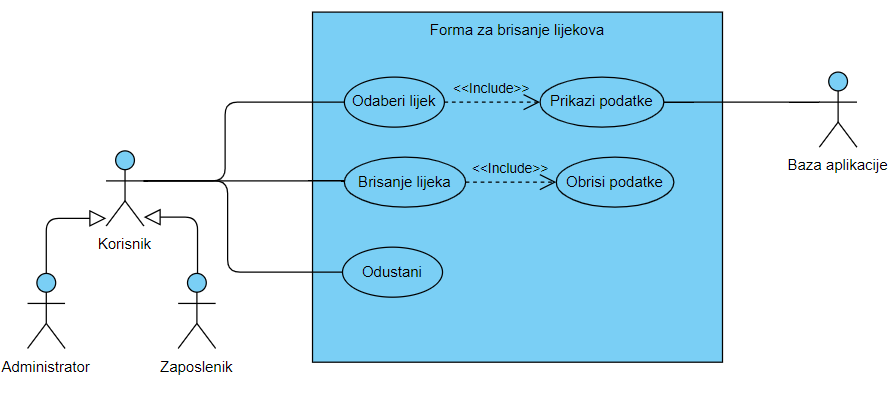 Forma za brisanje lijekova
Odaberi lijek
<<Include>>
Prikazi podatke
Baza aplikacije
Brisanje lijeka
<<Include>>
Obrisi podatke
Korisnik
Odustani
Administrator
Zaposlenik